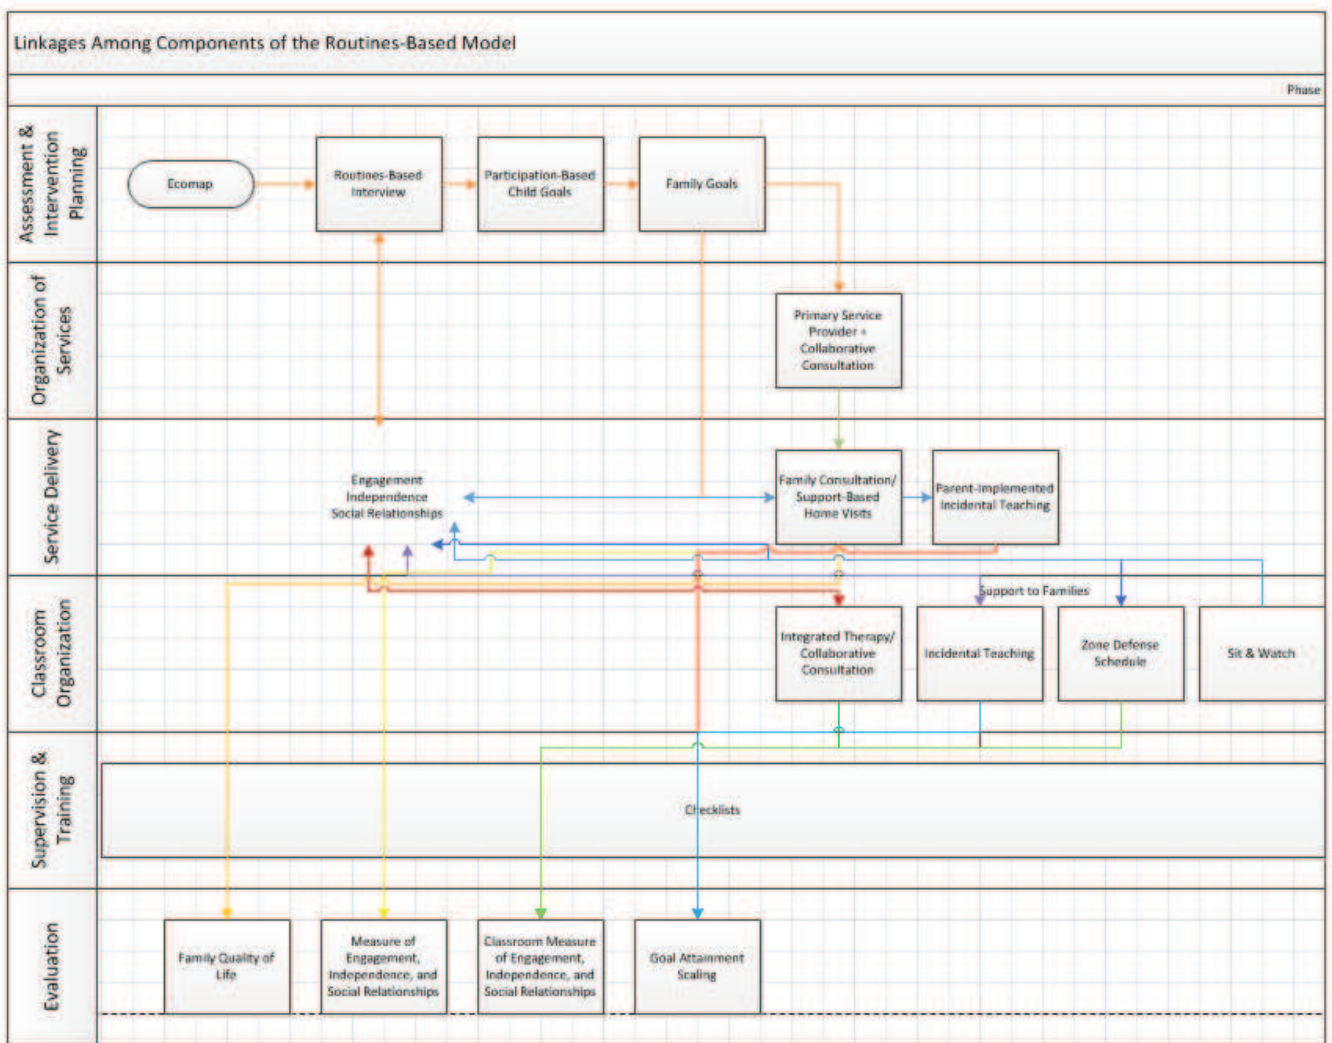 Linkages Among Components of the Routines-Based Model
Phase
Assessment &
Intervention
Planning
Ecomap
Routines-Based
Interview
Participation-Based
Child Goals
Family Goals
Organization of
Services
Primary Service
Provider +
Collaborative
Consultation
Service Delivery
Engagement
Independence
Social Relationships
Family Consultation/
Support-Based
Home Visits
Parent-Implemented
Incidental Teaching
Classroom
Organization
Support to Families
Integrated Therapy/
Collaborative
Consultation
Incidental Teaching
Zone Defense
Schedule
Sit & Watch
Supervision &
Training
Checklists
Evaluation
Family Quality of
Life
Measure of
Engagement,
Independence, and
Social Relationships
Classroom Measure
of Engagement,
Independence, and
Social Relationships
Goal Attainment
Scaling